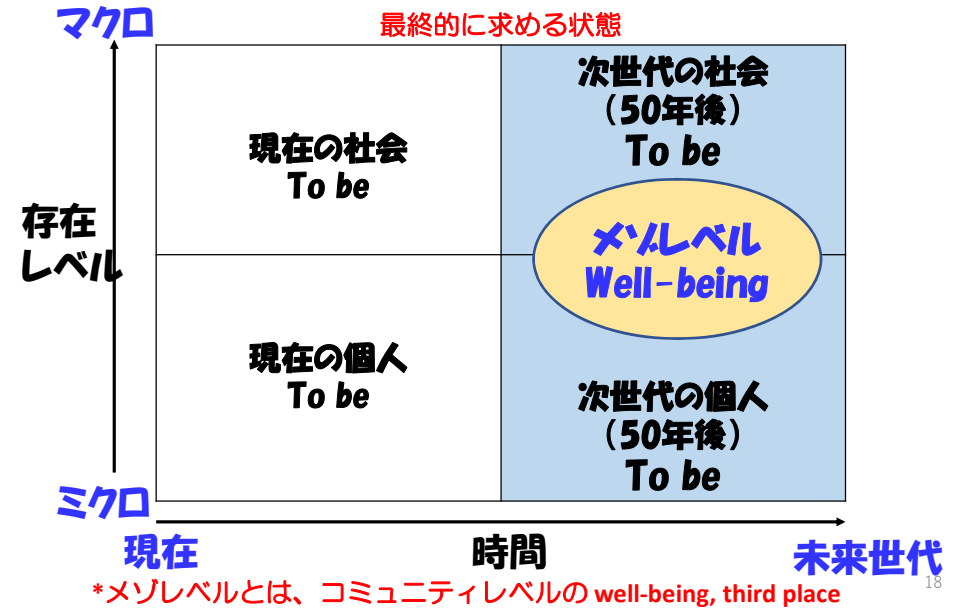 マクロ
最終的に求める状態
次世代の社会
（50年後）
To be
現在の社会
To be
存在
レベル
メゾレベル
Well-being
現在の個人
To be
次世代の個人
（50年後）
To be
ミクロ
現在
時間
未来世代
*メゾレベルとは、コミュニティレベルの well-being, third place
18